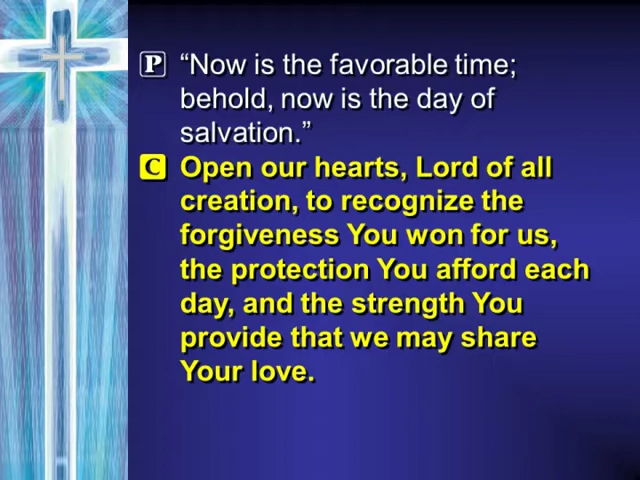 P “Now is the favorable time;
behold, now is the day of
salvation.”
C Open our hearts, Lord of all
creation, to recognize the
forgiveness You won for us,
the protection You afford each
day, and the strength You
provide that we may share
Your love.